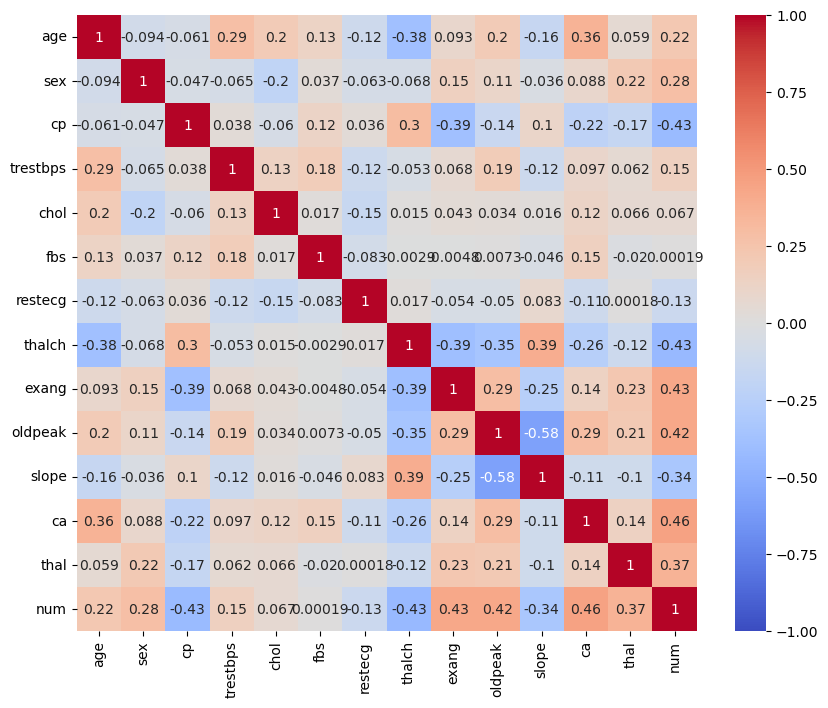 age 1 -0.094 -0.061 0.29 0.2 0.13 -0.12 -0.38 0.093 0.2 -0.16 0.36 0.059 0.22
sex -0.094 1 -0.047 -0.065 -0.2 0.037 -0.063 -0.068 0.15 0.11 -0.036 0.088 0.22 0.28
cp -0.061 -0.047 1 0.038 -0.06 0.12 0.036 0.3 -0.39 -0.14 0.1 -0.22 -0.17 -0.43
trestbps 0.29 -0.065 0.038 1 0.13 0.18 -0.12 -0.053 0.068 0.19 -0.12 0.097 0.062 0.15
chol 0.2 -0.2 -0.06 0.13 1 0.017 -0.15 0.015 0.043 0.034 0.016 0.12 0.066 0.067
fbs 0.13 0.037 0.12 0.18 0.017 1 -0.083 -0.0029 -0.0048 0.0073 -0.046 0.15 -0.02 0.00019
restecg -0.12 -0.063 0.036 -0.12 -0.15 -0.083 1 0.017 -0.054 -0.05 0.083 -0.11 0.00018 -0.13
thalch -0.38 -0.068 0.3 -0.053 0.015 -0.0029 0.017 1 -0.39 -0.35 0.39 -0.26 -0.12 -0.43
exang 0.093 0.15 -0.39 0.068 0.043 -0.0048 -0.054 -0.39 1 0.29 -0.25 0.14 0.23 0.43
oldpeak 0.2 0.11 -0.14 0.19 0.034 0.0073 -0.05 -0.35 0.29 1 -0.58 0.29 0.21 0.42
slope -0.16 -0.036 0.1 -0.12 0.016 -0.046 0.083 0.39 -0.25 -0.58 1 -0.11 -0.1 -0.34
ca 0.36 0.088 -0.22 0.097 0.12 0.15 -0.11 -0.26 0.14 0.29 -0.11 1 0.14 0.46
thal 0.059 0.22 -0.17 0.062 0.066 -0.02 0.00018 -0.12 0.23 0.21 -0.1 0.14 1 0.37
num 0.22 0.28 -0.43 0.15 0.067 0.00019 -0.13 -0.43 0.43 0.42 -0.34 0.46 0.37 1
age sex cp trestbps chol fbs restecg thalch exang oldpeak slope ca thal num
1.00
0.75
0.50
0.25
0.00
−0.25
−0.50
−0.75
−1.00